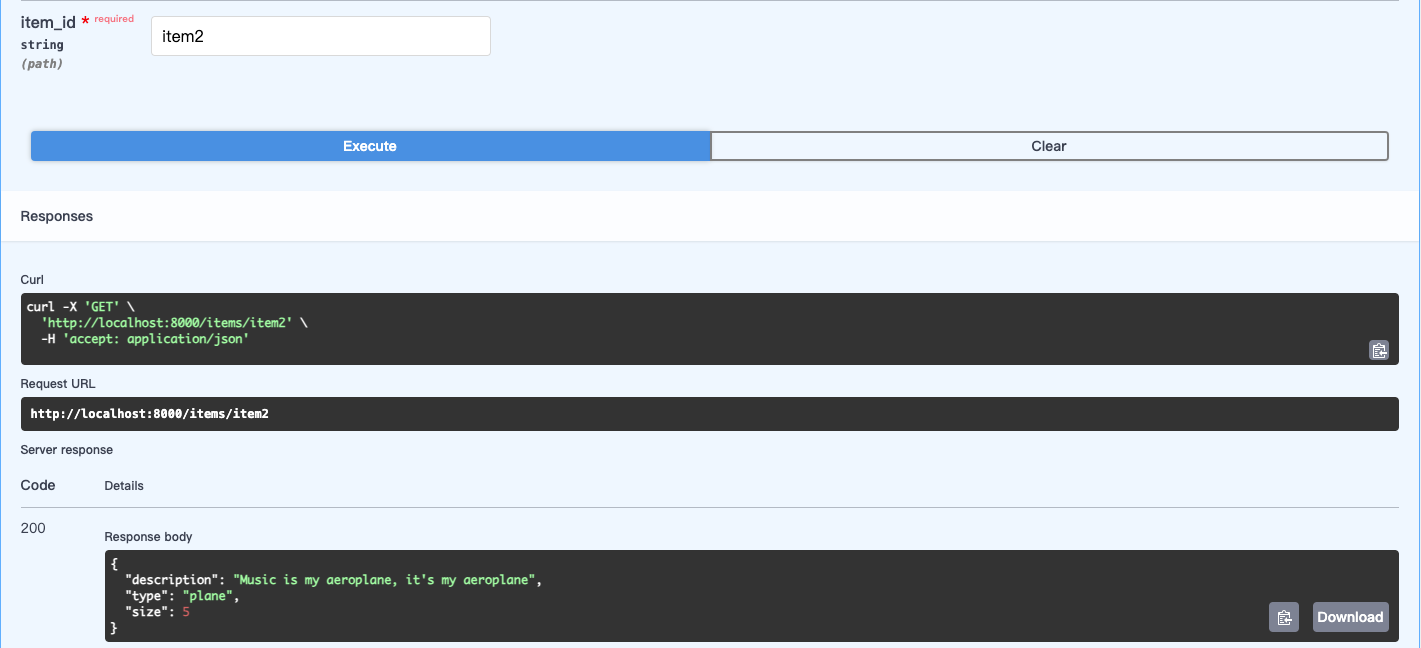 item_id * required
item2
string
(path)
Execute
Clear
Responses
Curl
curl -X 'GET' \
'http://localhost:8000/items/item2' \
-H 'accept: application/json'
Request URL
http://localhost:8000/items/item2
Server response
Code
Details
200
Response body
{
"description": "Music is my aeroplane, it's my aeroplane",
"type": "plane",
"size": 5
}
Download